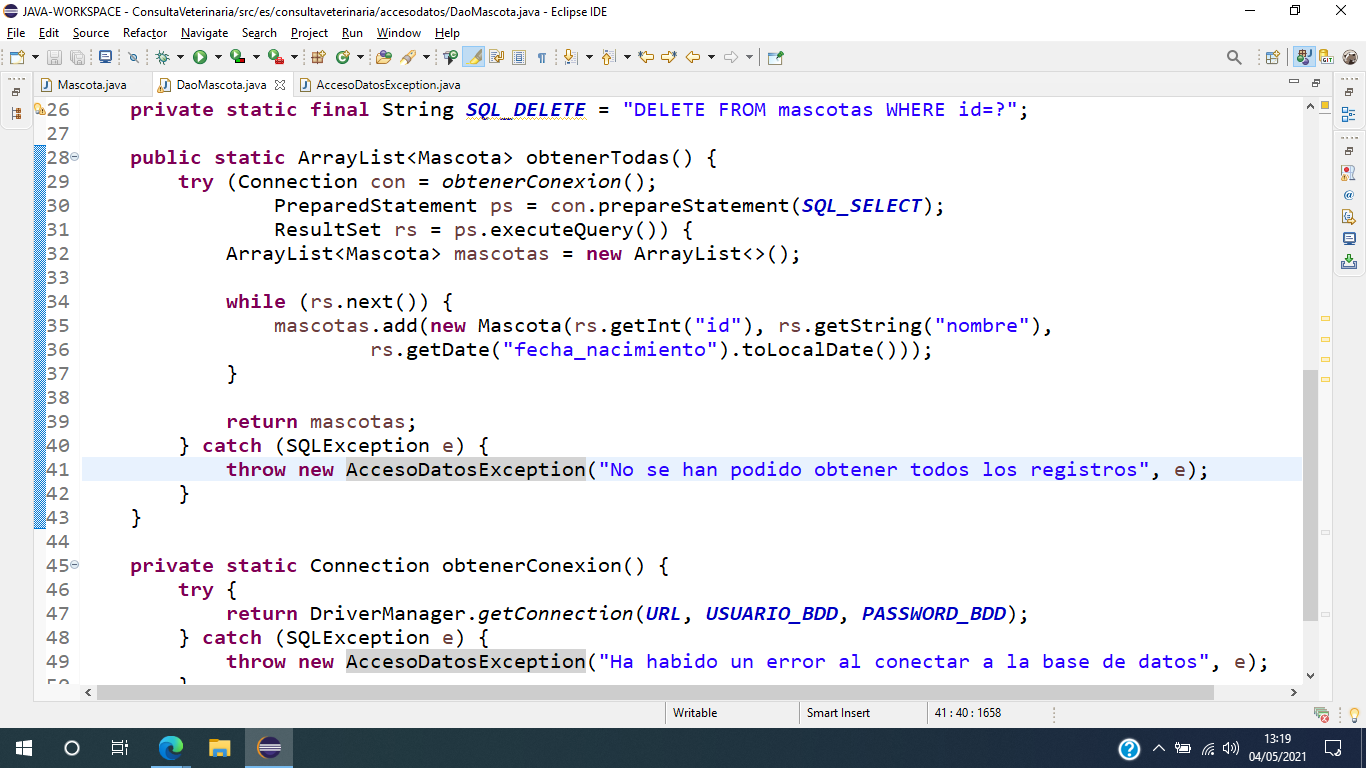 JAVA-WORKSPACE - ConsultaVeterinaria/src/es/consultaveterinaria/accesodatos/DaoMascota.java - Eclipse IDE
File Edit Source Refactor Navigate Search Project Run Window Help
Mascota.java DaoMascota.java AccesoDatosException.java
26 private static final String SQL_DELETE = "DELETE FROM mascotas WHERE id=?";
27
28 public static ArrayList<Mascota> obtenerTodas() {
29 try (Connection con = obtenerConexion();
30 PreparedStatement ps = con.prepareStatement(SQL_SELECT);
31 ResultSet rs = ps.executeQuery()) {
32 ArrayList<Mascota> mascotas = new ArrayList<>();
33
34 while (rs.next()) {
35 mascotas.add(new Mascota(rs.getInt("id"), rs.getString("nombre"),
36 rs.getDate("fecha_nacimiento").toLocalDate()));
37 }
38
39 return mascotas;
40 } catch (SQLException e) {
41 throw new AccesoDatosException("No se han podido obtener todos los registros", e);
42 }
43 }
44
45 private static Connection obtenerConexion() {
46 try {
47 return DriverManager.getConnection(URL, USUARIO_BDD, PASSWORD_BDD);
48 } catch (SQLException e) {
49 throw new AccesoDatosException("Ha habido un error al conectar a la base de datos", e);
Writable Smart Insert 41 : 40 : 1658
13:19
04/05/2021